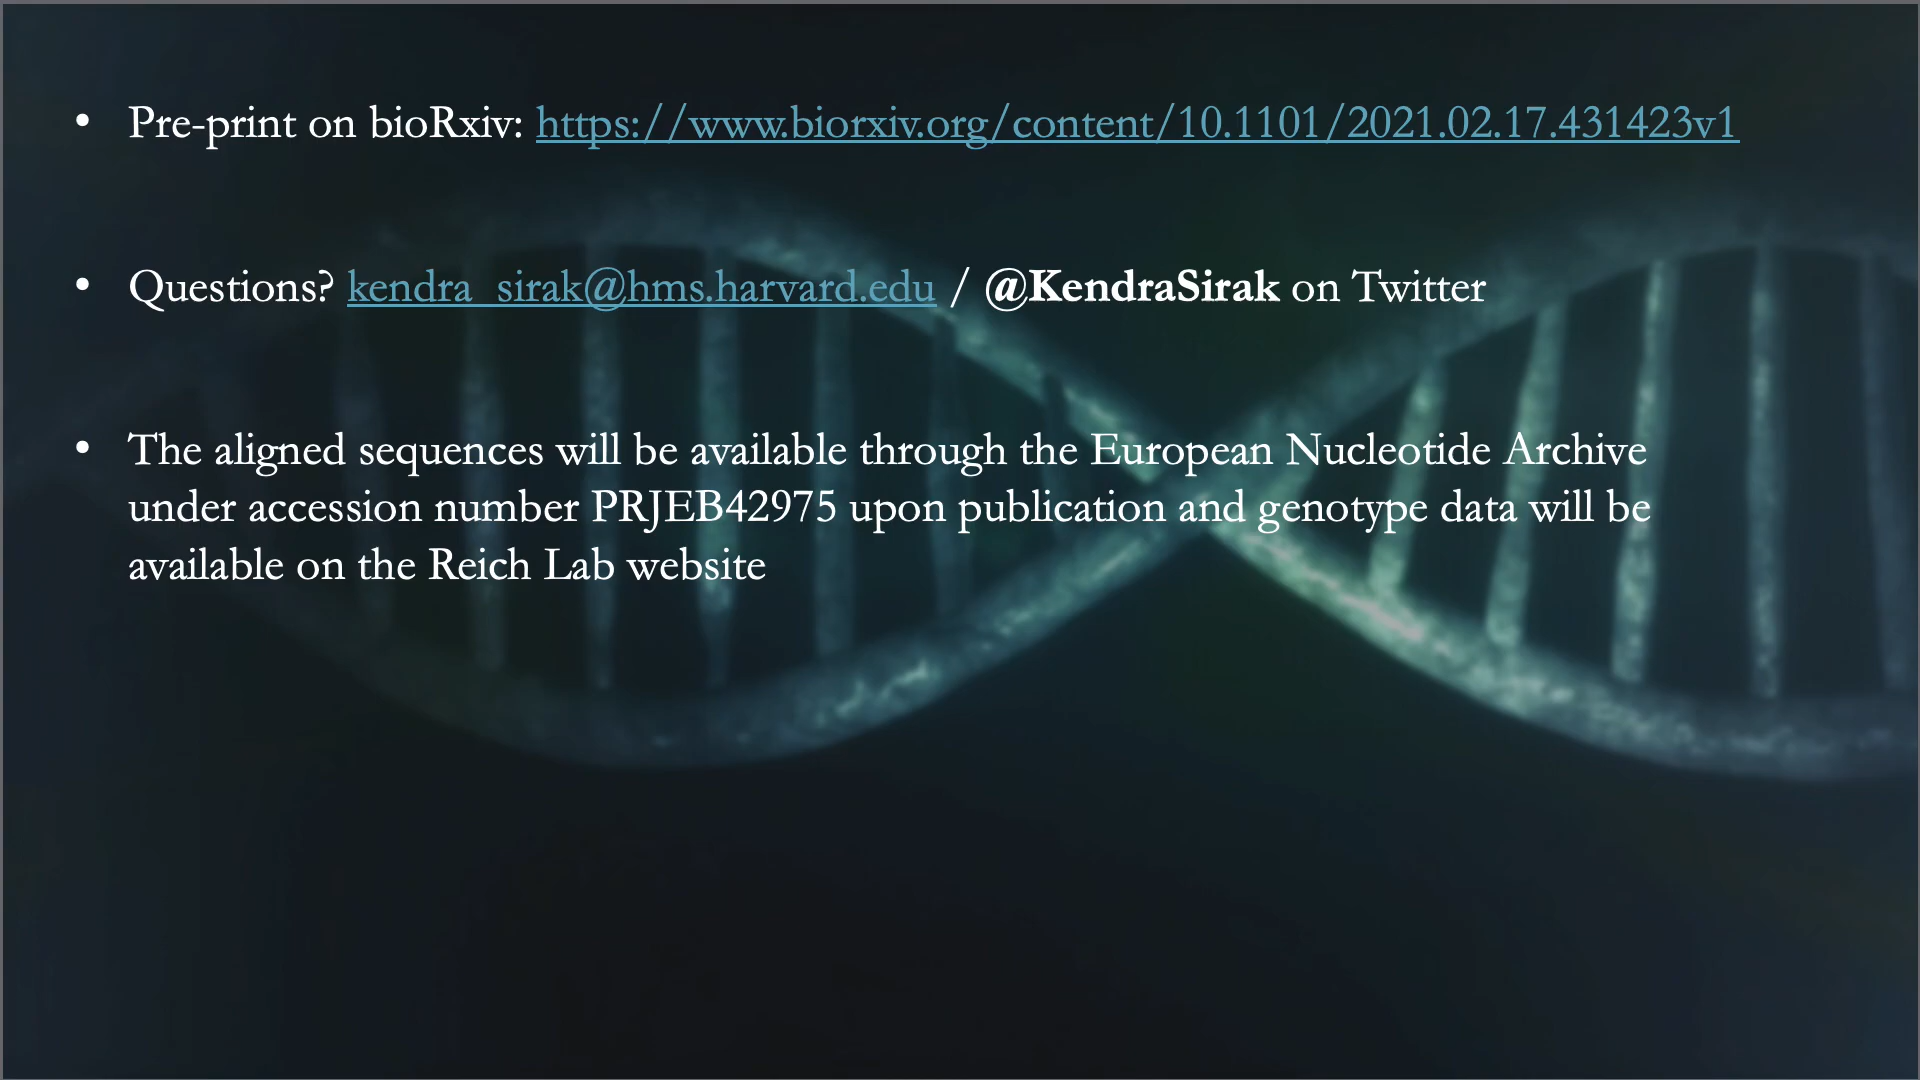 • Pre-print on bioRxiv: https://www.biorxiv.org/content/10.1101/2021.02.17.431423v1
• Questions? kendra_sirak@hms.harvard.edu / @KendraSirak on Twitter
• The aligned sequences will be available through the European Nucleotide Archive
under accession number PRJEB42975 upon publication and genotype data will be
available on the Reich Lab website